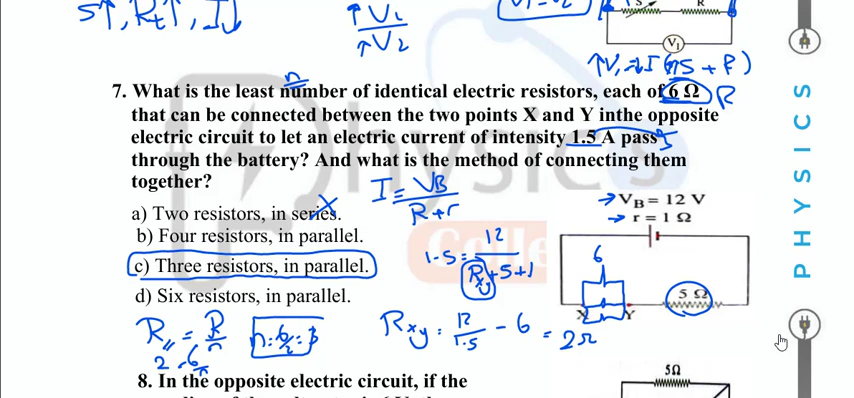 S↑, Rt↑, I↓
↑V₁
↑V₂
S
R
V₁
↑V₁ = I (↑S + R)
7. What is the least number of identical electric resistors, each of 6 Ω
n
R
that can be connected between the two points X and Y inthe opposite
electric circuit to let an electric current of intensity 1.5 A pass
through the battery? And what is the method of connecting them
together?
I = VB
R+r
a) Two resistors, in series.
b) Four resistors, in parallel.
c) Three resistors, in parallel.
d) Six resistors, in parallel.
1.5 = 12
Rxy+5+1
VB = 12 V
r = 1 Ω
6
5 Ω
X
Y
R// = R
n
2 = 6
n
n = 6/2 = 3
Rxy = 12
1.5
- 6 = 2Ω
8. In the opposite electric circuit, if the
5Ω
PHYSICS